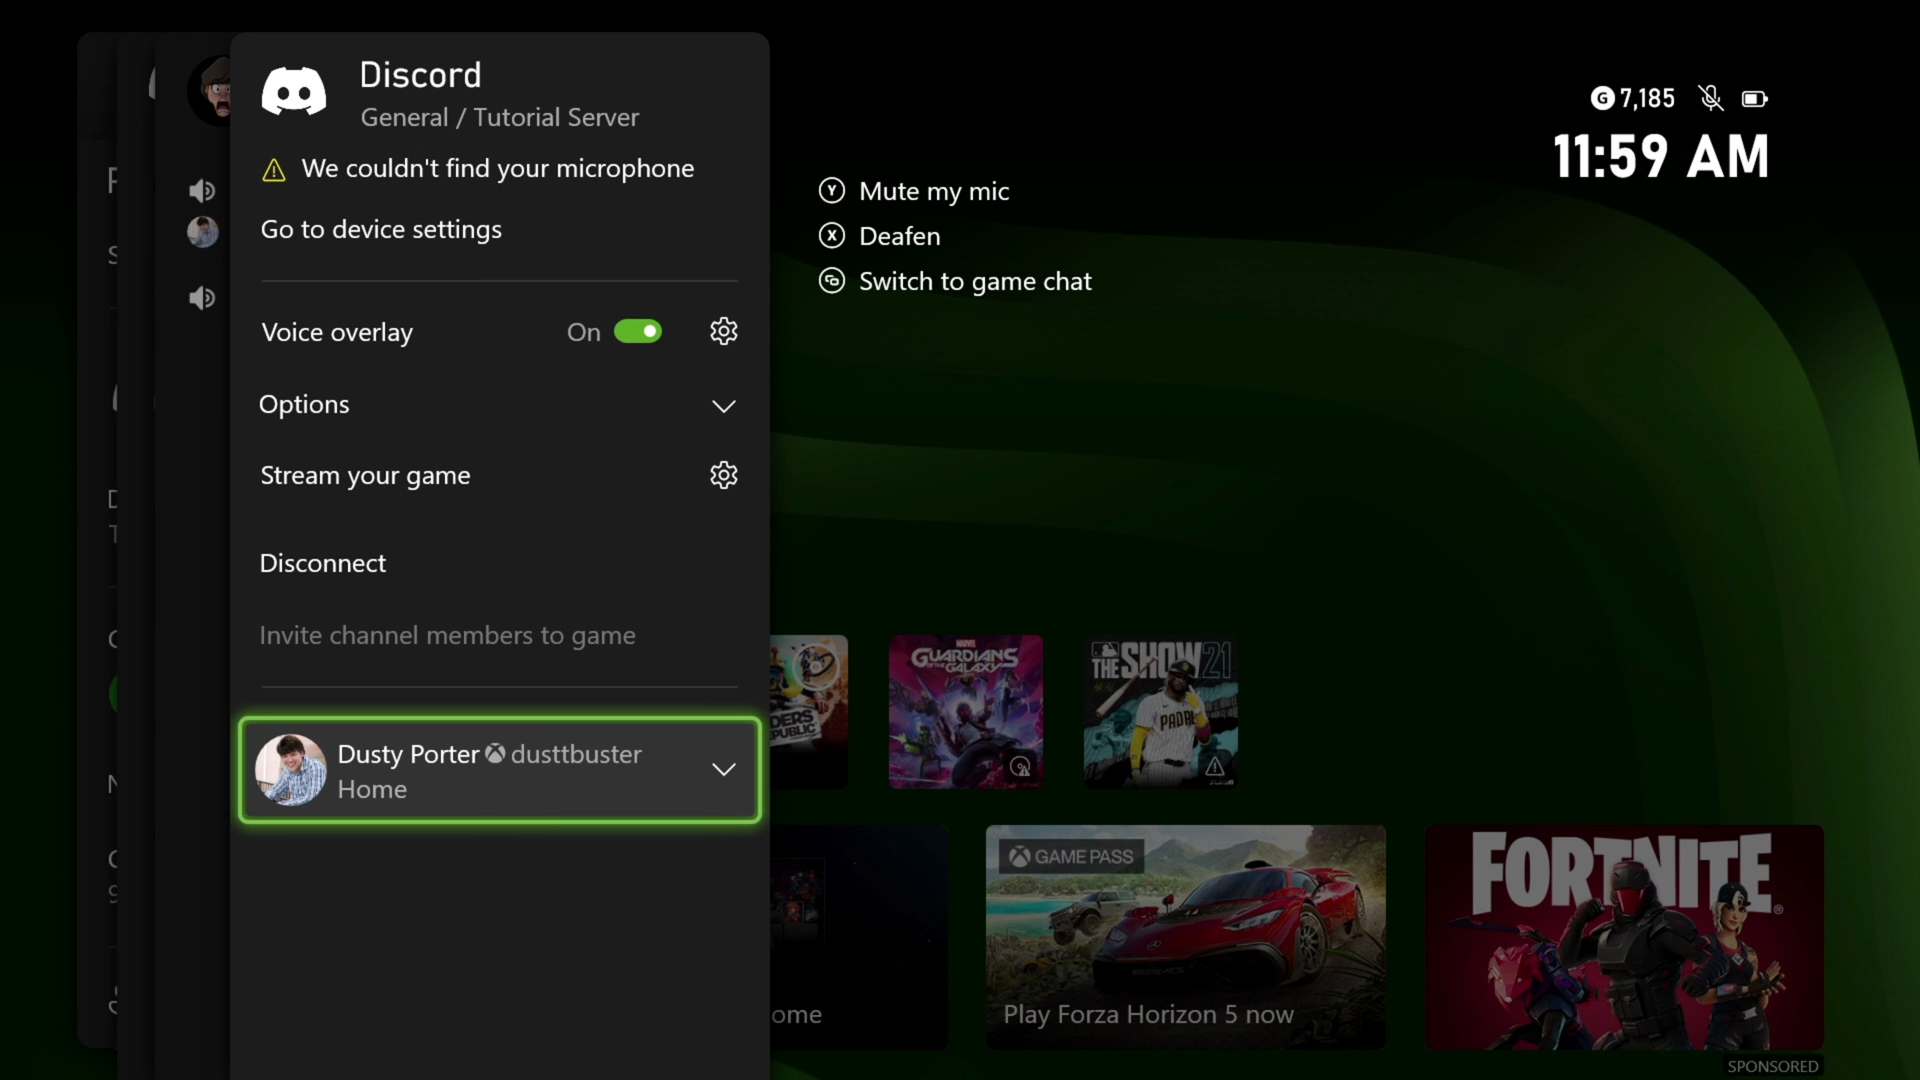 Discord
General / Tutorial Server
We couldn't find your microphone
Go to device settings
Voice overlay On
Options
Stream your game
Disconnect
Invite channel members to game
Dusty Porter dusttbuster
Home
Y Mute my mic
X Deafen
Switch to game chat
G 7,185
11:59 AM
MARVEL
GUARDIANS
OF THE GALAXY
THE SHOW 21
PADRES
GAME PASS
Play Forza Horizon 5 now
FORTNITE
SPONSORED